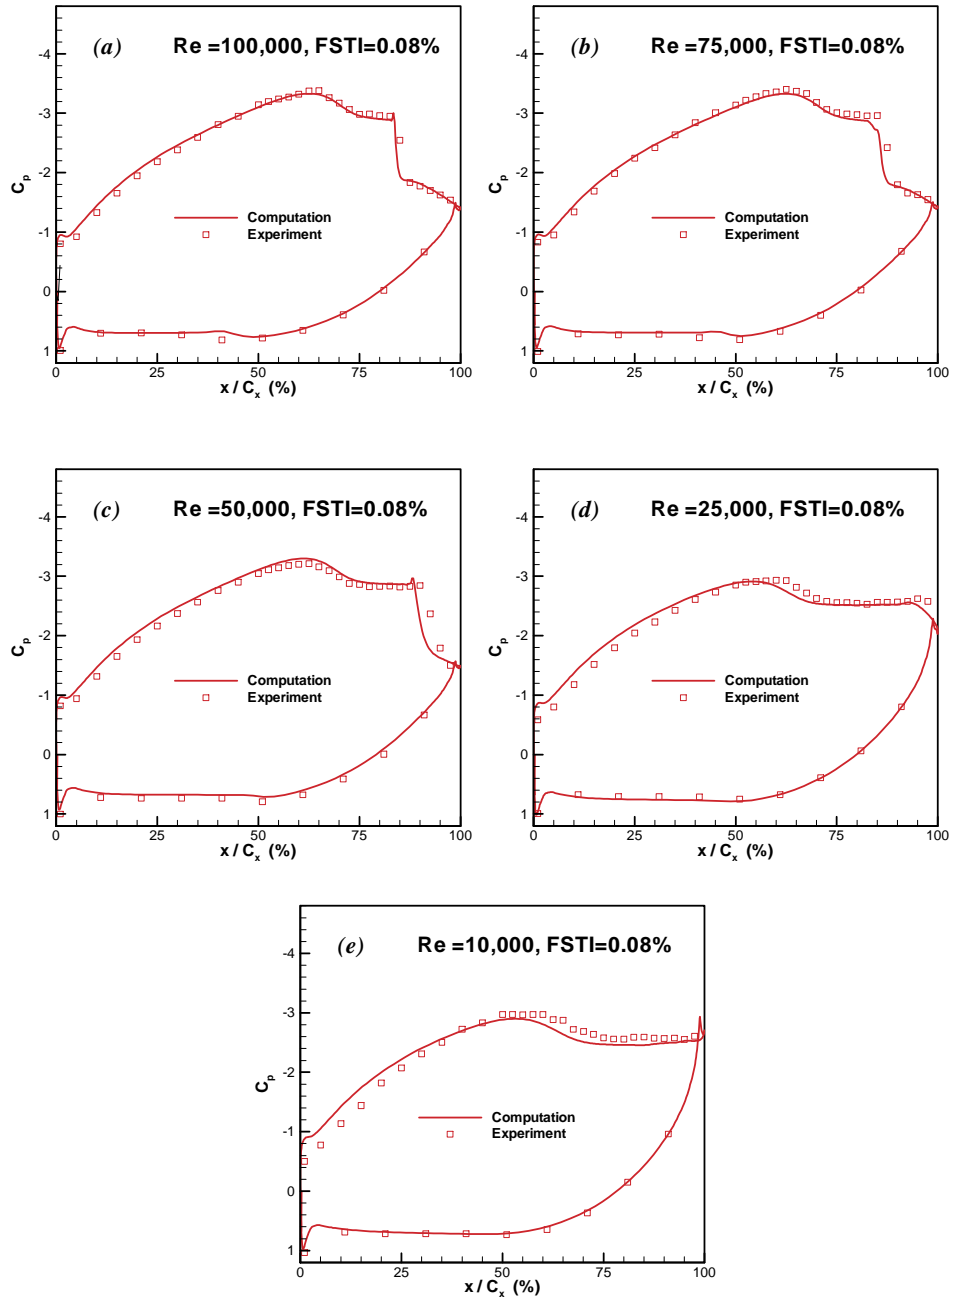 (a) Re =100,000, FSTI=0.08%
-4
-3
-2
-1
0
1
Cp
Computation
Experiment
0 25 50 75 100
x / Cx (%)
(b) Re =75,000, FSTI=0.08%
-4
-3
-2
-1
0
1
Cp
Computation
Experiment
0 25 50 75 100
x / Cx (%)
(c) Re =50,000, FSTI=0.08%
-4
-3
-2
-1
0
1
Cp
Computation
Experiment
0 25 50 75 100
x / Cx (%)
(d) Re =25,000, FSTI=0.08%
-4
-3
-2
-1
0
1
Cp
Computation
Experiment
0 25 50 75 100
x / Cx (%)
(e) Re =10,000, FSTI=0.08%
-4
-3
-2
-1
0
1
Cp
Computation
Experiment
0 25 50 75 100
x / Cx (%)